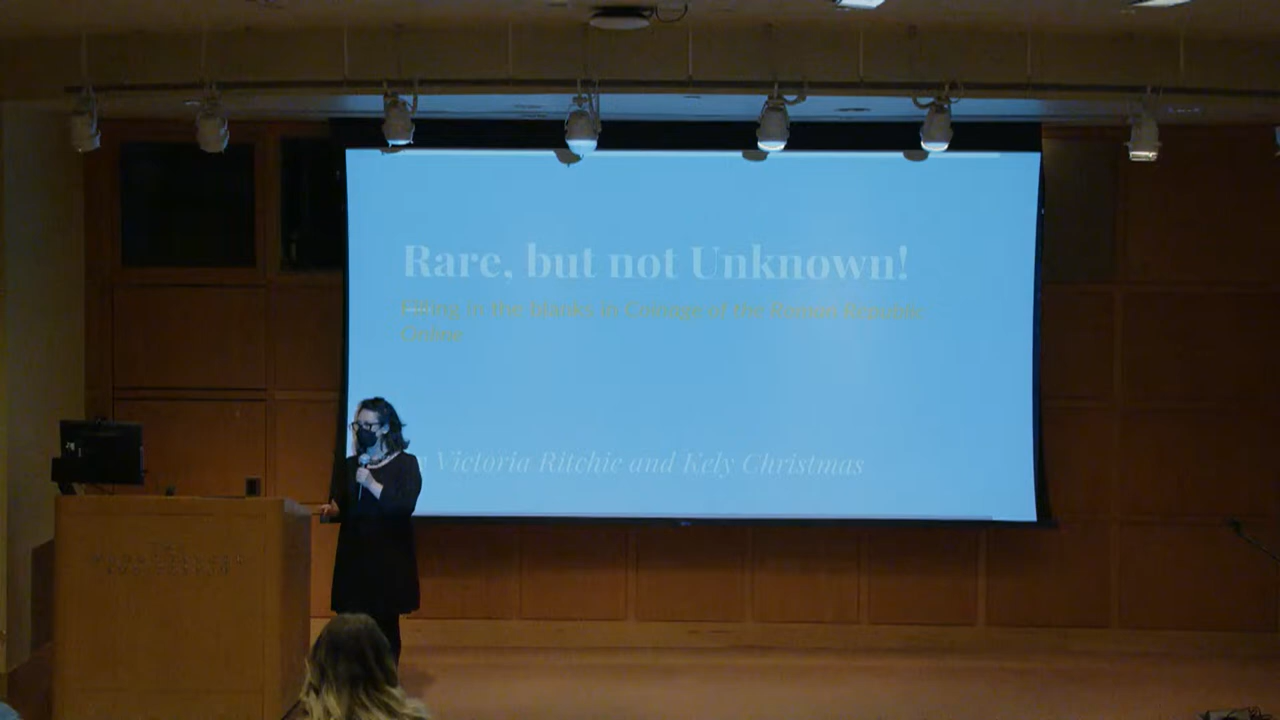 Rare, but not Unknown!
Filling in the Blanks in Coinage of the Roman Republic
Online
Victoria Ritchie and Kely Christmas